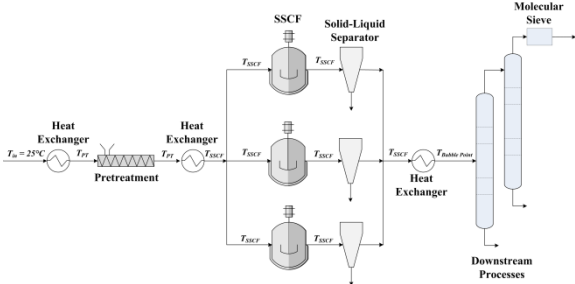 Molecular
Sieve
SSCF
Solid-Liquid
Separator
T_SSCF
T_SSCF
Heat
Exchanger
Heat
Exchanger
T_in = 25°C
T_PT
T_PT
T_SSCF
Pretreatment
T_SSCF
T_SSCF
T_SSCF
T_Bubble Point
Heat
Exchanger
T_SSCF
T_SSCF
Downstream
Processes